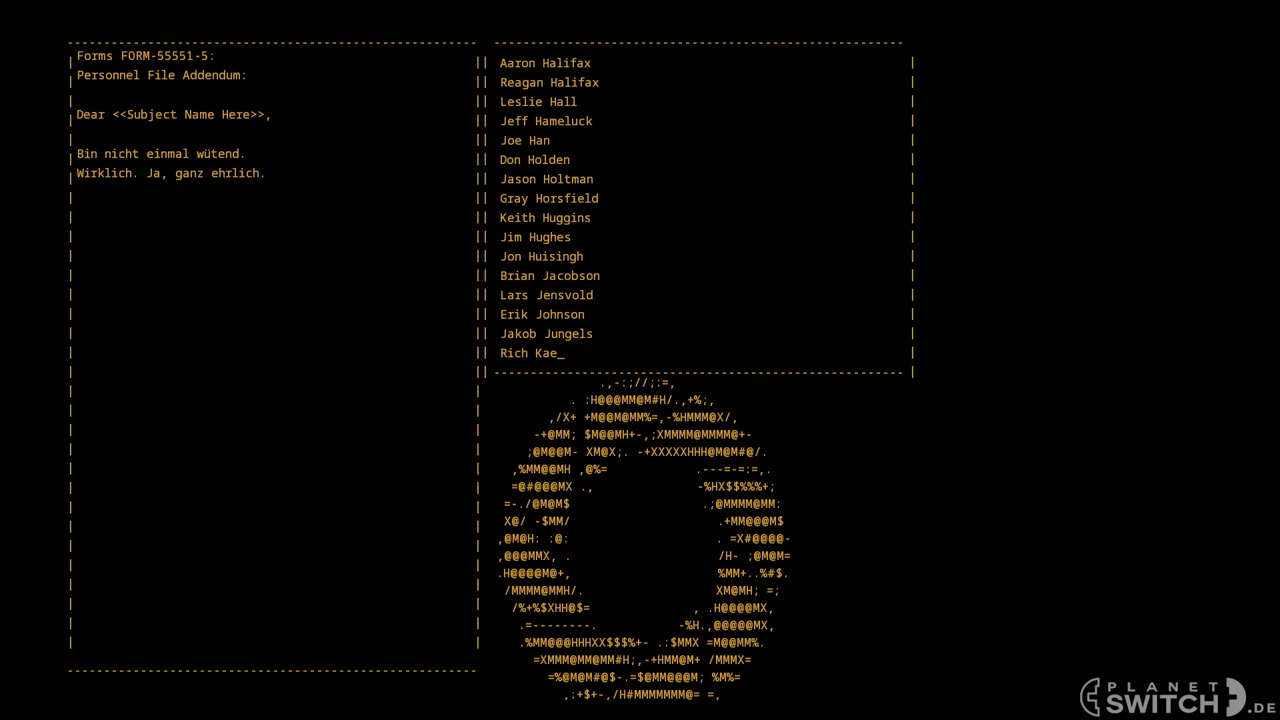 Forms FORM-55551-5:
Personnel File Addendum:
Dear <<Subject Name Here>>,
Bin nicht einmal wütend.
Wirklich. Ja, ganz ehrlich.
Aaron Halifax
Reagan Halifax
Leslie Hall
Jeff Hameluck
Joe Han
Don Holden
Jason Holtman
Gray Horsfield
Keith Huggins
Jim Hughes
Jon Huisingh
Brian Jacobson
Lars Jensvold
Erik Johnson
Jakob Jungels
Rich Kae_
PLANET
SWITCH.DE